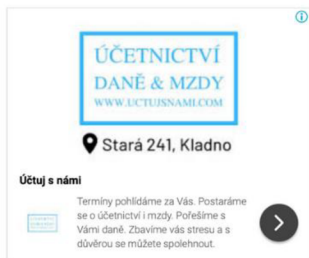 ÚČETNICTVÍ
DANĚ & MZDY
WWW.UCTUJSNAMI.COM
Stará 241, Kladno
Účtuj s námi
Termíny pohlídáme za Vás. Postaráme
se o účetnictví i mzdy. Pořešíme s
Vámi daně. Zbavíme vás stresu a s
důvěrou se můžete spolehnout.